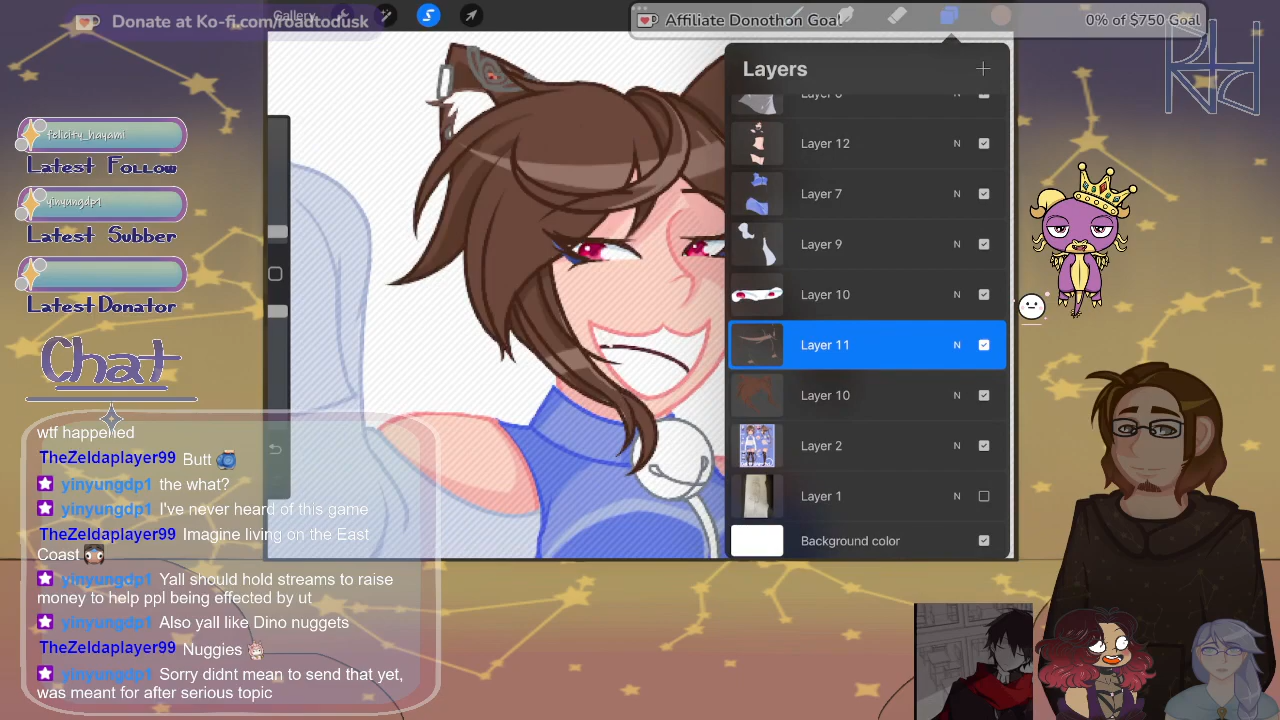 Donate at Ko-fi.com/roadtodusk
Gallery
Affiliate Donothon Goal
0% of $750 Goal
Layers
Layer 12 N
Layer 7 N
Layer 9 N
Layer 10 N
Layer 11 N
Layer 10 N
Layer 2 N
Layer 1 N
Background color
felicity_hayami
Latest Follow
yinyungdp1
Latest Subber
Latest Donator
Chat
wtf happened
TheZeldaplayer99 Butt
yinyungdp1 the what?
yinyungdp1 I've never heard of this game
TheZeldaplayer99 Imagine living on the East
Coast
yinyungdp1 Yall should hold streams to raise
money to help ppl being effected by ut
yinyungdp1 Also yall like Dino nuggets
TheZeldaplayer99 Nuggies
yinyungdp1 Sorry didnt mean to send that yet,
was meant for after serious topic